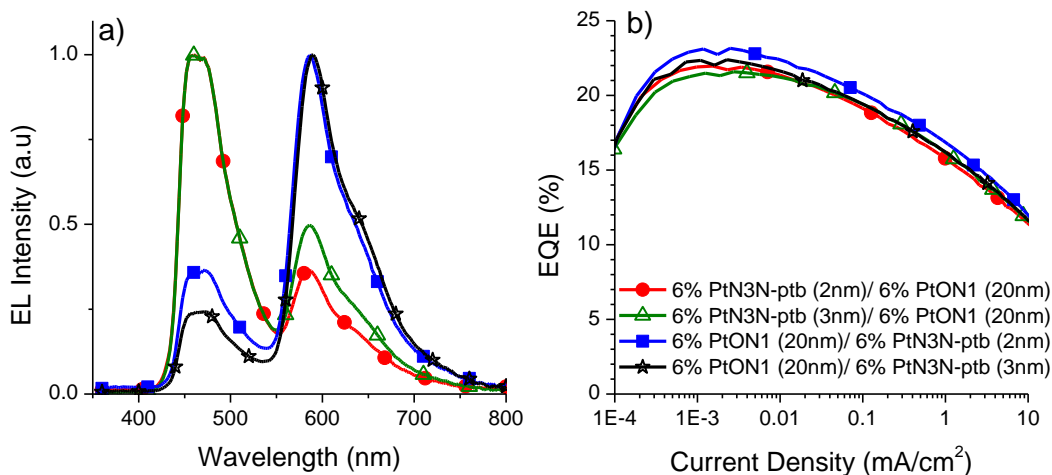 a)
1.0
0.5
0.0
EL Intensity (a.u)
400
500
600
700
800
Wavelength (nm)
b)
25
20
15
10
5
0
EQE (%)
6% PtN3N-ptb (2nm)/ 6% PtON1 (20nm)
6% PtN3N-ptb (3nm)/ 6% PtON1 (20nm)
6% PtON1 (20nm)/ 6% PtN3N-ptb (2nm)
6% PtON1 (20nm)/ 6% PtN3N-ptb (3nm)
1E-4
1E-3
0.01
0.1
1
10
Current Density (mA/cm²)